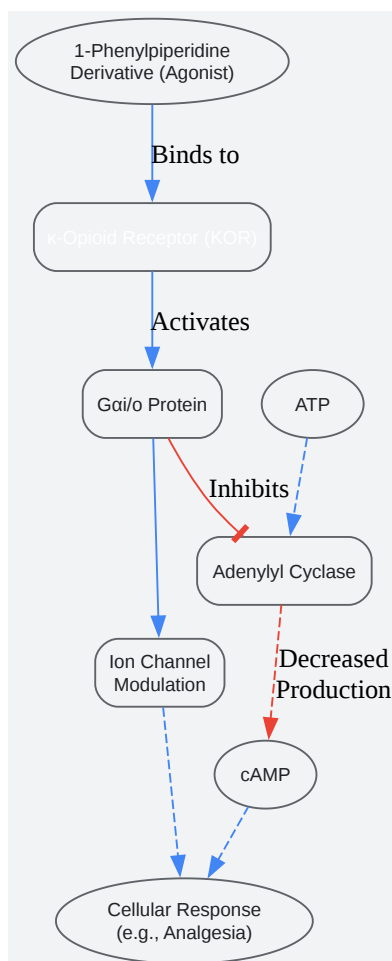 1-Phenylpiperidine
Derivative (Agonist)
Binds to
κ-Opioid Receptor (KOR)
Activates
Gαi/o Protein
ATP
Inhibits
Adenylyl Cyclase
Ion Channel
Modulation
Decreased
Production
cAMP
Cellular Response
(e.g., Analgesia)